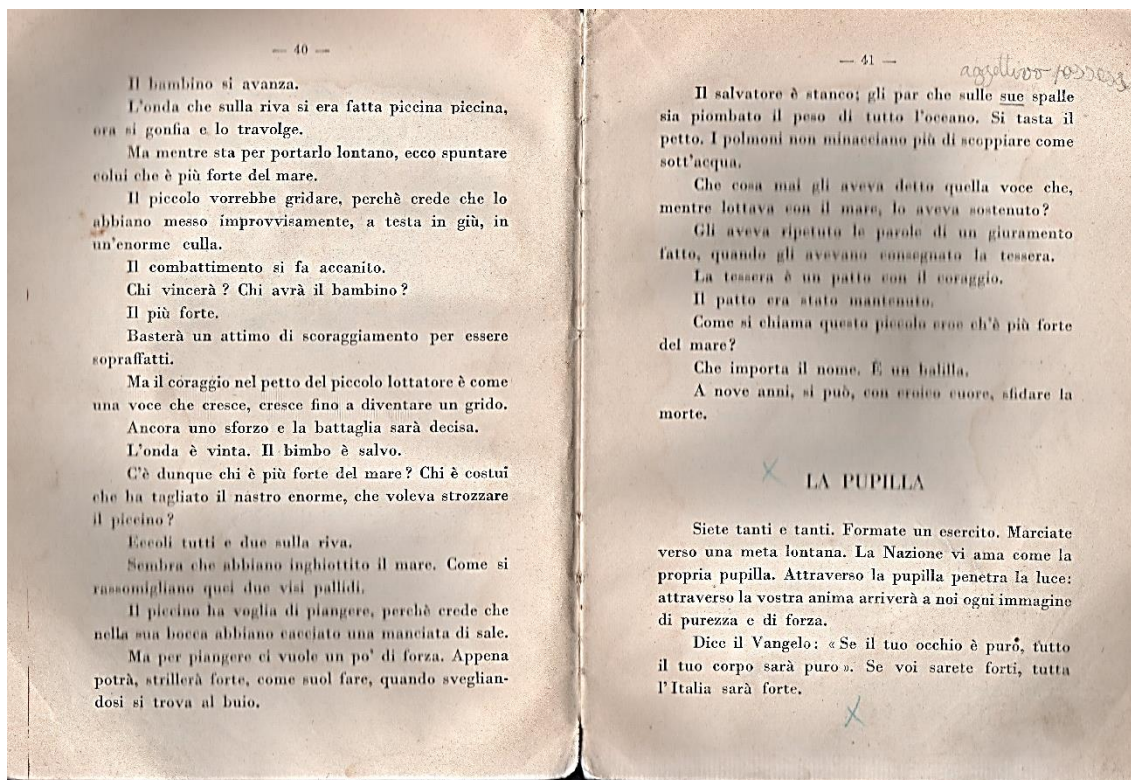 — 40 —
Il bambino si avanza.
L'onda che sulla riva si era fatta piccina piccina,
ora si gonfia e lo travolge.
Ma mentre sta per portarlo lontano, ecco spuntare
colui che è più forte del mare.
Il piccolo vorrebbe gridare, perchè crede che lo
abbiano messo improvvisamente, a testa in giù, in
un'enorme culla.
Il combattimento si fa accanito.
Chi vincerà ? Chi avrà il bambino ?
Il più forte.
Basterà un attimo di scoraggiamento per essere
sopraffatti.
Ma il coraggio nel petto del piccolo lottatore è come
una voce che cresce, cresce fino a diventare un grido.
Ancora uno sforzo e la battaglia sarà decisa.
L'onda è vinta. Il bimbo è salvo.
C'è dunque chi è più forte del mare ? Chi è costui
che ha tagliato il nastro enorme, che voleva strozzare
il piccino ?
Eccoli tutti e due sulla riva.
Sembra che abbiano inghiottito il mare. Come si
rassomigliano quei due visi pallidi.
Il piccino ha voglia di piangere, perchè crede che
nella sua bocca abbiano cacciato una manciata di sale.
Ma per piangere ci vuole un po' di forza. Appena
potrà, strillerà forte, come suol fare, quando sveglian-
dosi si trova al buio.
— 41 —
aggettivo possess
Il salvatore è stanco; gli par che sulle sue spalle
sia piombato il peso di tutto l'oceano. Si tasta il
petto. I polmoni non minacciano più di scoppiare come
sott'acqua.
Che cosa mai gli aveva detto quella voce che,
mentre lottava con il mare, lo aveva sostenuto ?
Gli aveva ripetuto le parole di un giuramento
fatto, quando gli avevano consegnato la tessera.
La tessera è un patto con il coraggio.
Il patto era stato mantenuto.
Come si chiama questo piccolo eroe ch'è più forte
del mare ?
Che importa il nome. È un balilla.
A nove anni, si può, con eroico cuore, sfidare la
morte.
LA PUPILLA
Siete tanti e tanti. Formate un esercito. Marciate
verso una meta lontana. La Nazione vi ama come la
propria pupilla. Attraverso la pupilla penetra la luce:
attraverso la vostra anima arriverà a noi ogni immagine
di purezza e di forza.
Dice il Vangelo: « Se il tuo occhio è puro, tutto
il tuo corpo sarà puro ». Se voi sarete forti, tutta
l'Italia sarà forte.